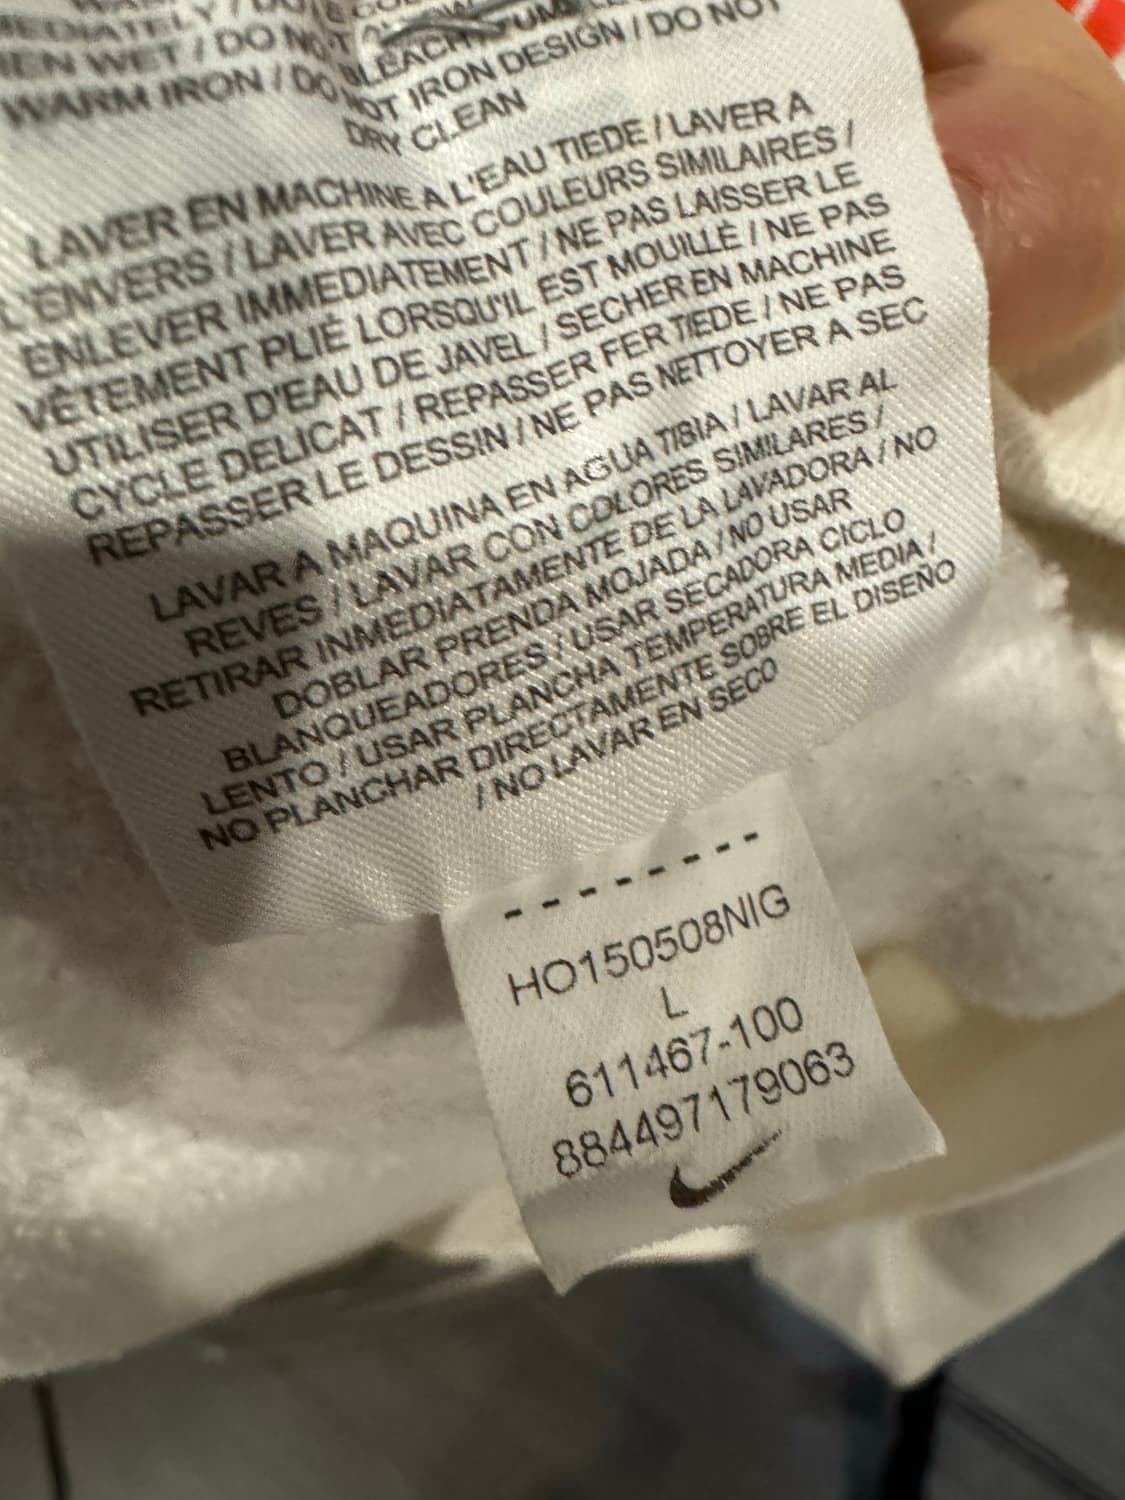 EN WET / DO NOT
BLEACH
WARM IRON / DO NOT IRON DESIGN / DO NOT
DRY CLEAN
LAVER EN MACHINE A L'EAU TIEDE / LAVER A
L'ENVERS / LAVER AVEC COULEURS SIMILAIRES /
ENLEVER IMMEDIATEMENT / NE PAS LAISSER LE
VÊTEMENT PLIÉ LORSQU'IL EST MOUILLÉ / NE PAS
UTILISER D'EAU DE JAVEL / SECHER EN MACHINE
CYCLE DELICAT / REPASSER FER TIEDE / NE PAS
REPASSER LE DESSIN / NE PAS NETTOYER A SEC
LAVAR A MAQUINA EN AGUA TIBIA / LAVAR AL
REVES / LAVAR CON COLORES SIMILARES /
RETIRAR INMEDIATAMENTE DE LA LAVADORA / NO
DOBLAR PRENDA MOJADA / NO USAR
BLANQUEADORES / USAR SECADORA CICLO
LENTO / USAR PLANCHA TEMPERATURA MEDIA /
NO PLANCHAR DIRECTAMENTE SOBRE EL DISEÑO
/ NO LAVAR EN SECO
--------
HO150508NIG
L
611467-100
884497179063